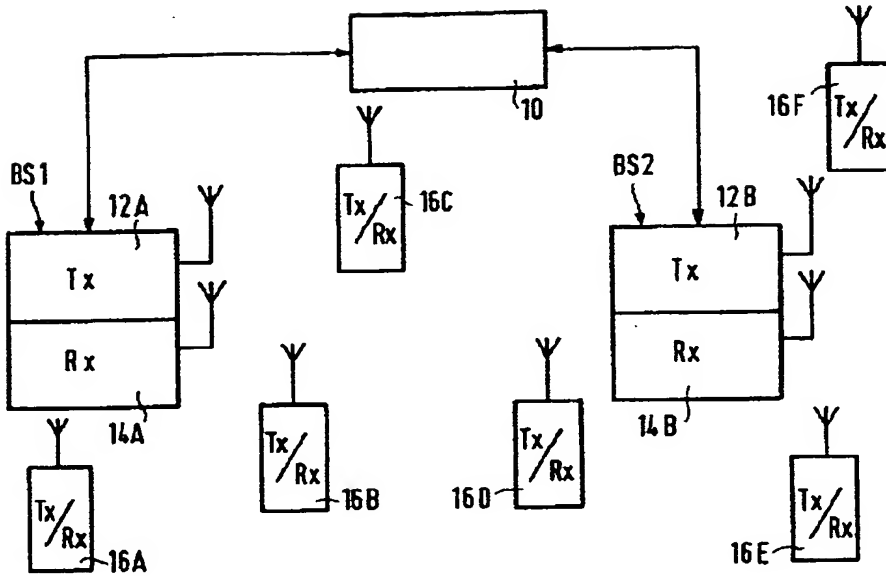 10
16F
Tx/Rx
BS1
12A
Tx/Rx
16C
BS2
12B
Tx
Tx
Rx
Rx
14A
Tx/Rx
16B
Tx/Rx
16D
14B
Tx/Rx
16A
Tx/Rx
16E